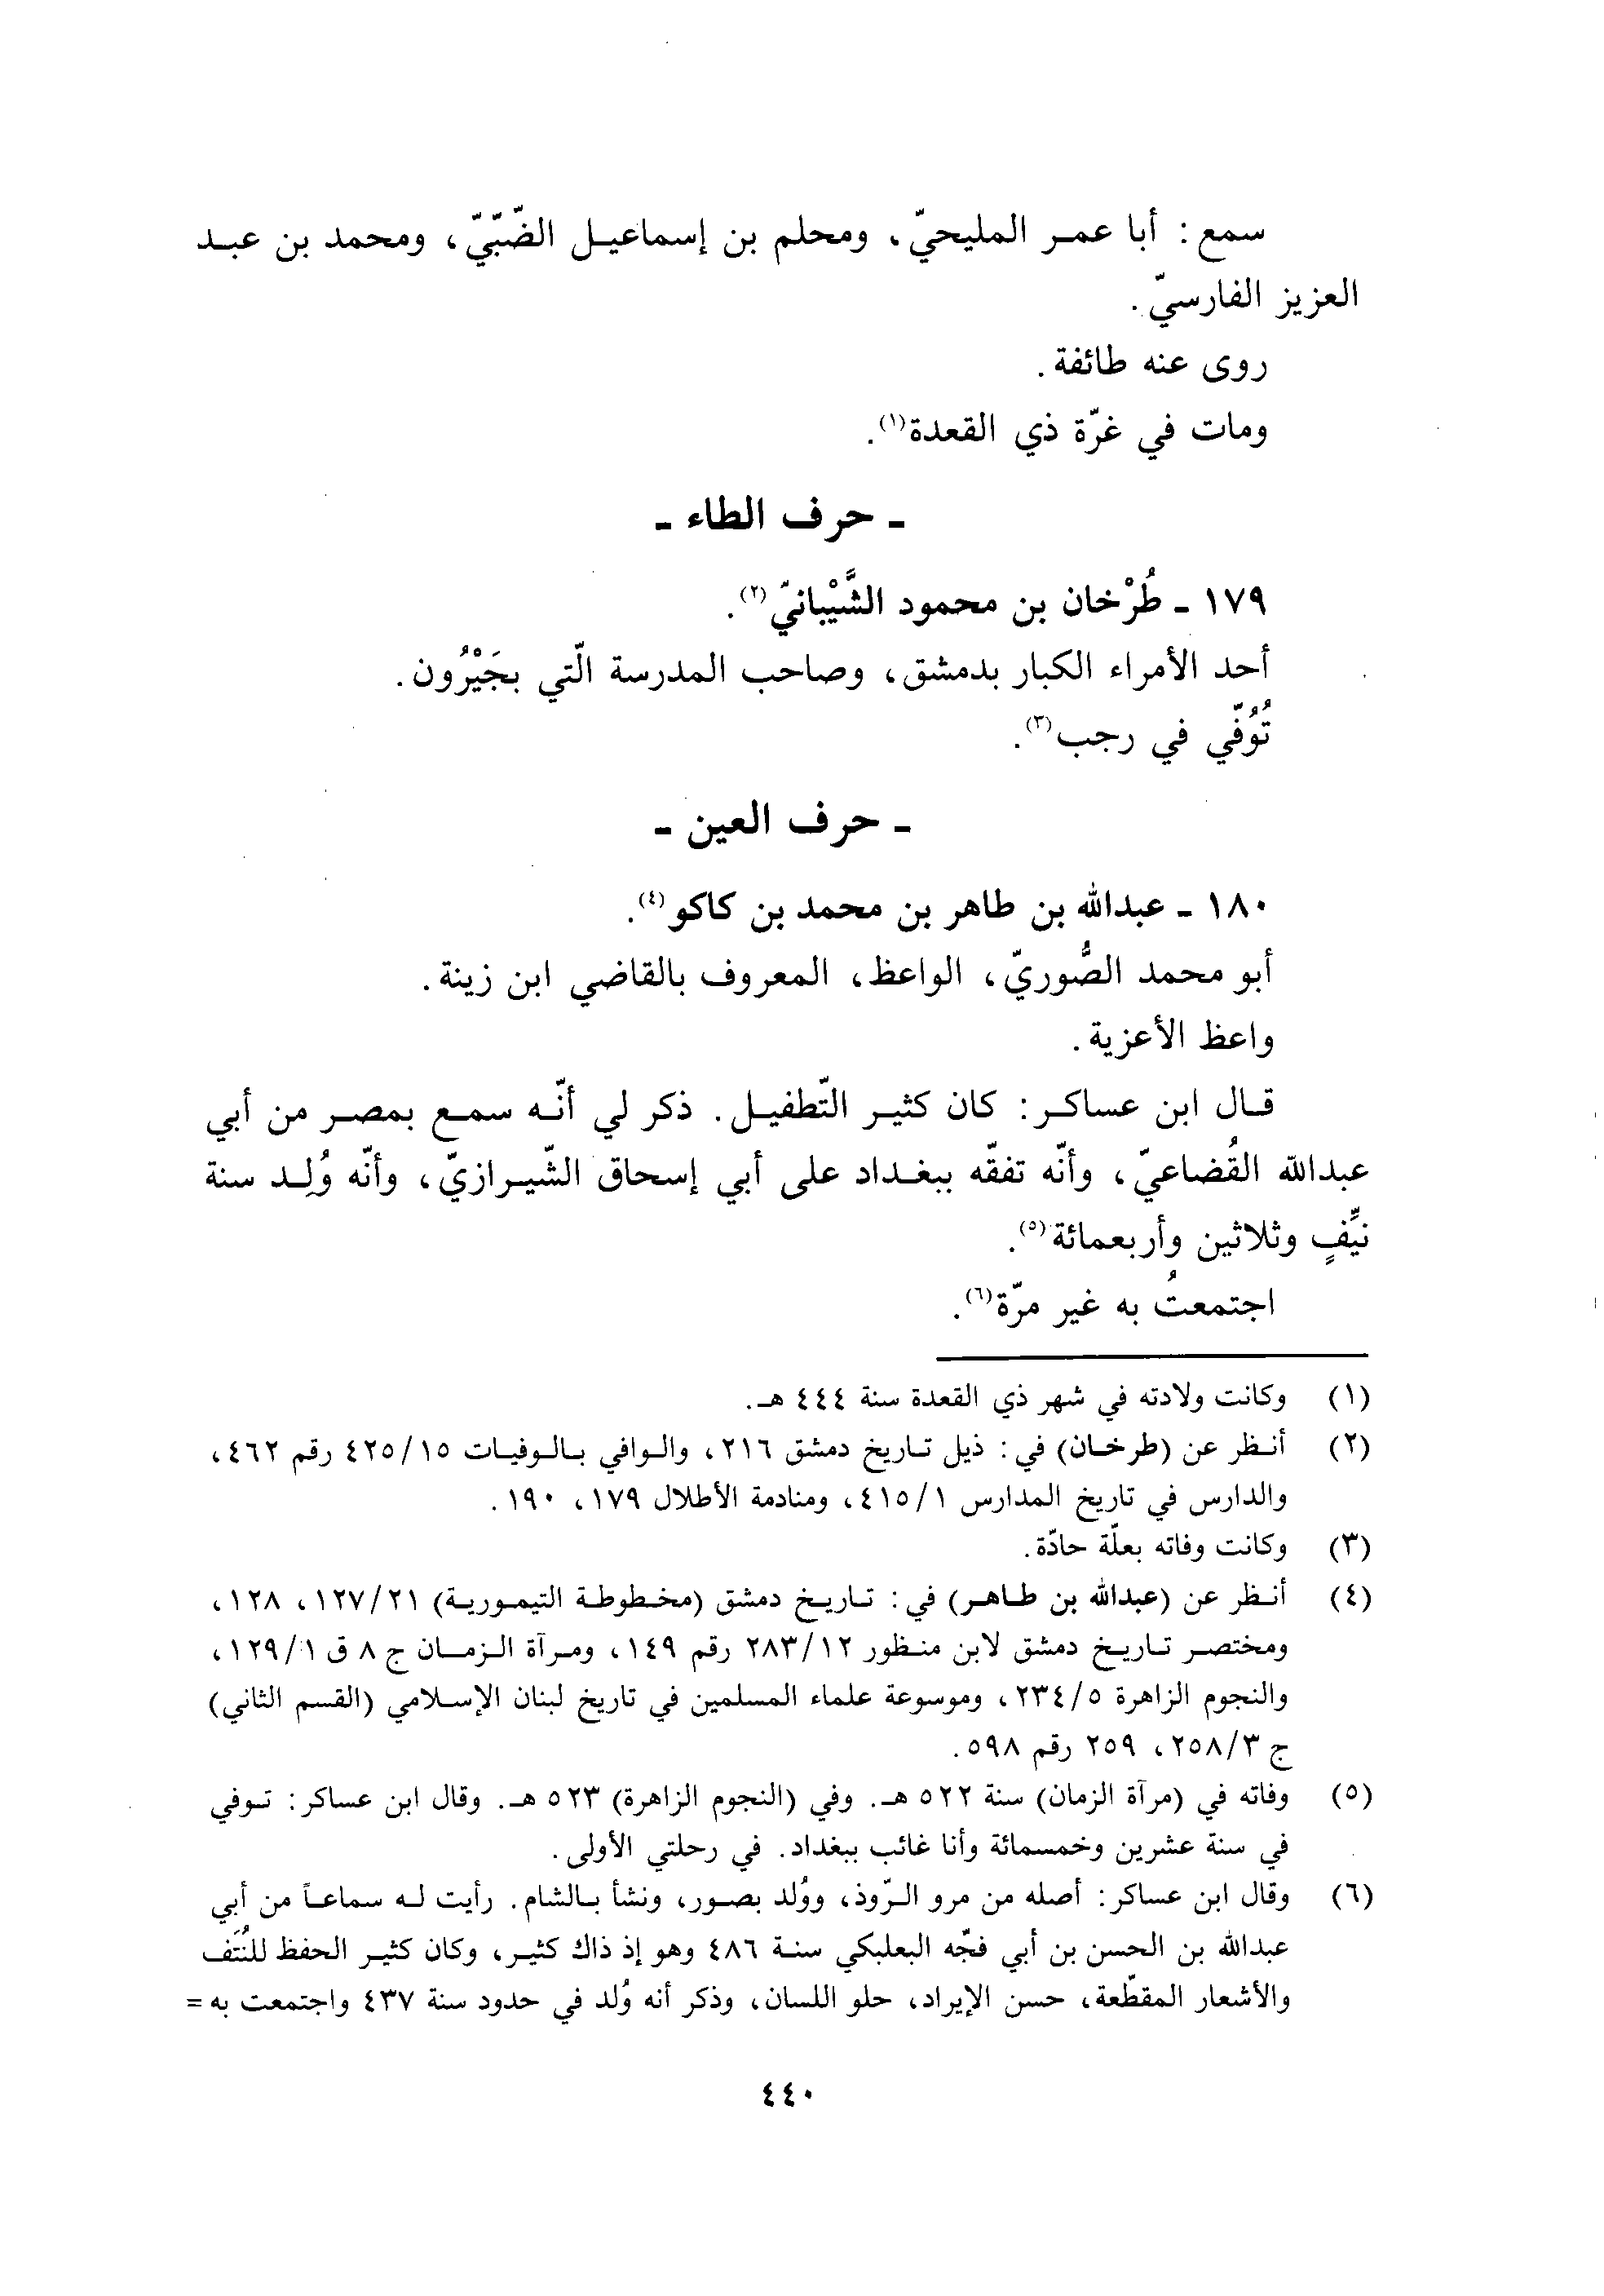 سمع: أبا عمر المليحيّ، ومحلم بن إسماعيل الضّبّيّ، ومحمد بن عبد
العزيز الفارسيّ.
روى عنه طائفة.
ومات في غرّة ذي القعدة(١).
- حرف الطاء -
١٧٩ - طُرْخان بن محمود الشَّيْبانيّ(٢).
أحد الأمراء الكبار بدمشق، وصاحب المدرسة الّتي بجَيْرُون.
تُوُفّي في رجب(٣).
- حرف العين -
١٨٠ - عبدالله بن طاهر بن محمد بن كاكو(٤).
أبو محمد الصُّوريّ، الواعظ، المعروف بالقاضي ابن زينة.
واعظ الأعزية.
قال ابن عساكر: كان كثير التّطفيل. ذكر لي أنّه سمع بمصر من أبي
عبدالله القُضاعيّ، وأنّه تفقّه ببغداد على أبي إسحاق الشّيرازيّ، وأنّه وُلِد سنة
نيِّفٍ وثلاثين وأربعمائة(٥).
اجتمعتُ به غير مرّة(٦).
(١) وكانت ولادته في شهر ذي القعدة سنة ٤٤٤ هـ.
(٢) أنظر عن (طرخان) في: ذيل تاريخ دمشق ٢١٦، والوافي بالوفيات ٤٢٥/١٥ رقم ٤٦٢،
والدارس في تاريخ المدارس ٤١٥/١، ومنادمة الأطلال ١٧٩، ١٩٠.
(٣) وكانت وفاته بعلّة حادّة.
(٤) أنظر عن (عبدالله بن طاهر) في: تاريخ دمشق (مخطوطة التيمورية) ١٢٧/٢١، ١٢٨،
ومختصر تاريخ دمشق لابن منظور ٢٨٣/١٢ رقم ١٤٩، ومرآة الزمان ج ٨ ق ١٢٩/١،
والنجوم الزاهرة ٢٣٤/٥، وموسوعة علماء المسلمين في تاريخ لبنان الإسلامي (القسم الثاني)
ج ٢٥٨/٣، ٢٥٩ رقم ٥٩٨.
(٥) وفاته في (مرآة الزمان) سنة ٥٢٢ هـ. وفي (النجوم الزاهرة) ٥٢٣ هـ. وقال ابن عساكر: توفي
في سنة عشرين وخمسمائة وأنا غائب ببغداد. في رحلتي الأولى.
(٦) وقال ابن عساكر: أصله من مرو الرّوذ، ووُلد بصور، ونشأ بالشام. رأيت له سماعاً من أبي
عبدالله بن الحسن بن أبي فجّه البعلبكي سنة ٤٨٦ وهو إذ ذاك كثير، وكان كثير الحفظ للنُتَف
والأشعار المقطّعة، حسن الإيراد، حلو اللسان، وذكر أنه وُلد في حدود سنة ٤٣٧ واجتمعت به =
٤٤٠